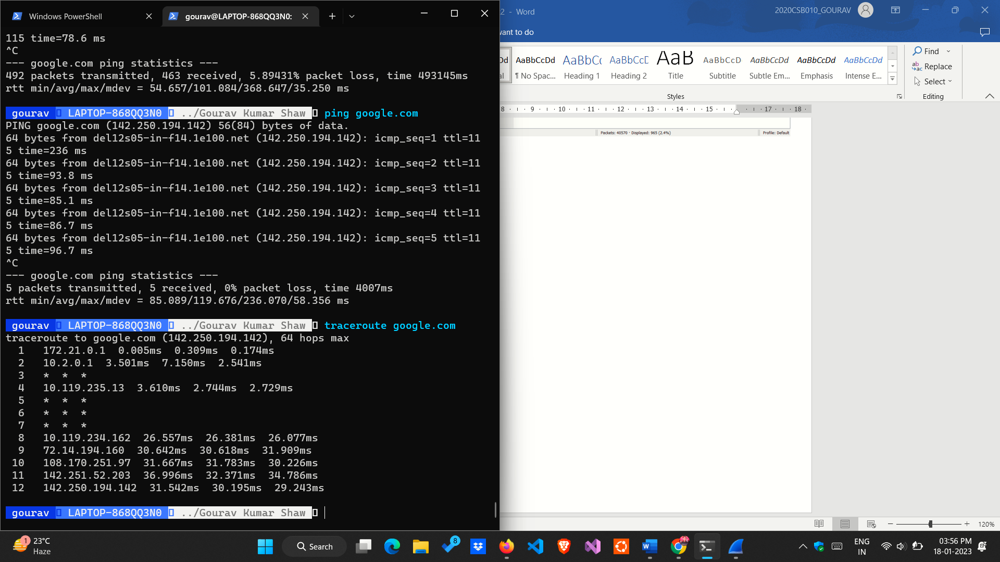 Windows PowerShell
gourav@LAPTOP-868QQ3N0:
115 time=78.6 ms
^C
--- google.com ping statistics ---
492 packets transmitted, 463 received, 5.89431% packet loss, time 493145ms
rtt min/avg/max/mdev = 54.657/101.084/368.647/35.250 ms
gourav LAPTOP-868QQ3N0 ../Gourav Kumar Shaw ping google.com
PING google.com (142.250.194.142) 56(84) bytes of data.
64 bytes from del12s05-in-f14.1e100.net (142.250.194.142): icmp_seq=1 ttl=11
5 time=236 ms
64 bytes from del12s05-in-f14.1e100.net (142.250.194.142): icmp_seq=2 ttl=11
5 time=93.8 ms
64 bytes from del12s05-in-f14.1e100.net (142.250.194.142): icmp_seq=3 ttl=11
5 time=85.1 ms
64 bytes from del12s05-in-f14.1e100.net (142.250.194.142): icmp_seq=4 ttl=11
5 time=86.7 ms
64 bytes from del12s05-in-f14.1e100.net (142.250.194.142): icmp_seq=5 ttl=11
5 time=96.7 ms
^C
--- google.com ping statistics ---
5 packets transmitted, 5 received, 0% packet loss, time 4007ms
rtt min/avg/max/mdev = 85.089/119.676/236.070/58.356 ms
gourav LAPTOP-868QQ3N0 ../Gourav Kumar Shaw traceroute google.com
traceroute to google.com (142.250.194.142), 64 hops max
1 172.21.0.1 0.005ms 0.309ms 0.174ms
2 10.2.0.1 3.501ms 7.150ms 2.541ms
3 * * *
4 10.119.235.13 3.610ms 2.744ms 2.729ms
5 * * *
6 * * *
7 * * *
8 10.119.234.162 26.557ms 26.381ms 26.077ms
9 72.14.194.160 30.642ms 30.618ms 31.909ms
10 108.170.251.97 31.667ms 31.783ms 30.226ms
11 142.251.52.203 36.996ms 32.371ms 34.786ms
12 142.250.194.142 31.542ms 30.195ms 29.243ms
gourav LAPTOP-868QQ3N0 ../Gourav Kumar Shaw
2 - Word
2020CSB010_GOURAV
want to do
Dd AaBbCcDd AaBbCc AaBbCcD AaB AaBbCcD AaBbCcDd AaBbCcDd AaBbCcDd
al ¶ No Spac... Heading 1 Heading 2 Title Subtitle Subtle Em... Emphasis Intense E...
Styles
Find
Replace
Select
Editing
8 9 10 11 12 13 14 15 17 18
Packets: 40570 · Displayed: 965 (2.4%)
Profile: Default
120%
1
23°C
Haze
Search
8
ENG
IN
03:56 PM
18-01-2023